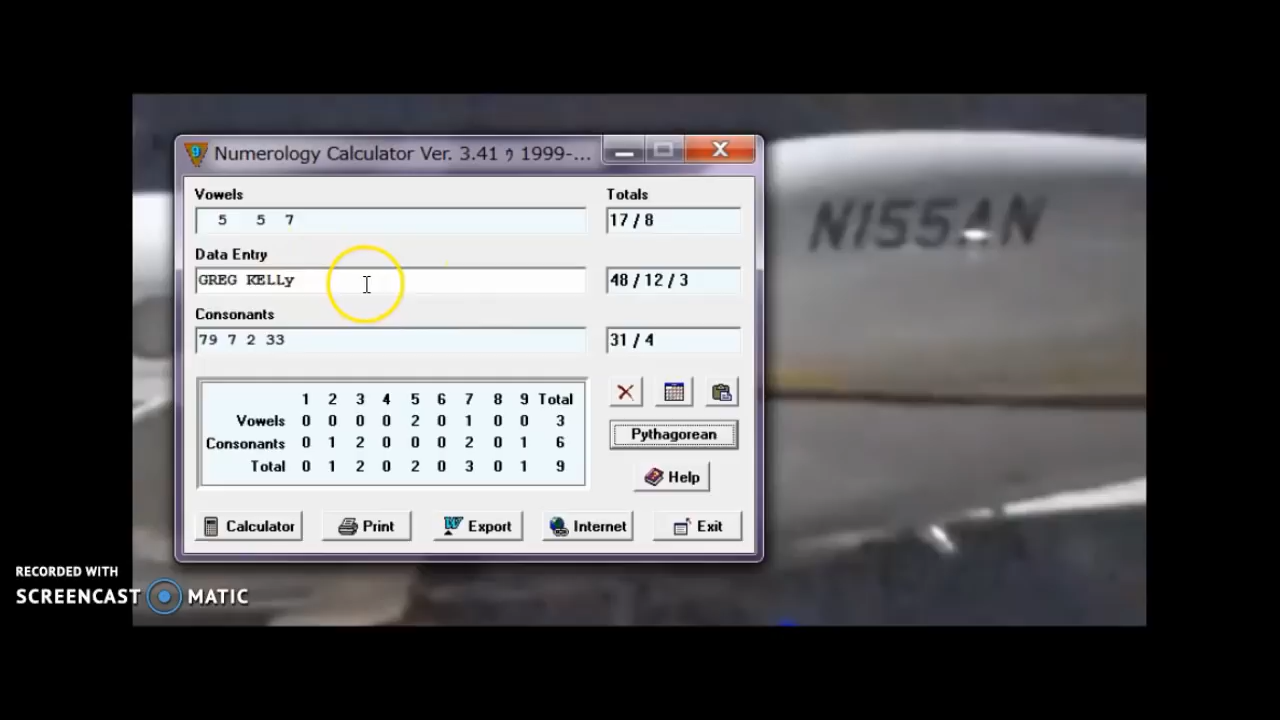 Numerology Calculator Ver. 3.41 ｩ 1999-...
Vowels
Totals
5 5 7
17 / 8
Data Entry
GREG KELLy
48 / 12 / 3
Consonants
79 7 2 33
31 / 4
1 2 3 4 5 6 7 8 9 Total
Vowels 0 0 0 0 2 0 1 0 0 3
Consonants 0 1 2 0 0 0 2 0 1 6
Total 0 1 2 0 2 0 3 0 1 9
Pythagorean
Help
Calculator
Print
Export
Internet
Exit
NISSAN
RECORDED WITH
SCREENCAST MATIC